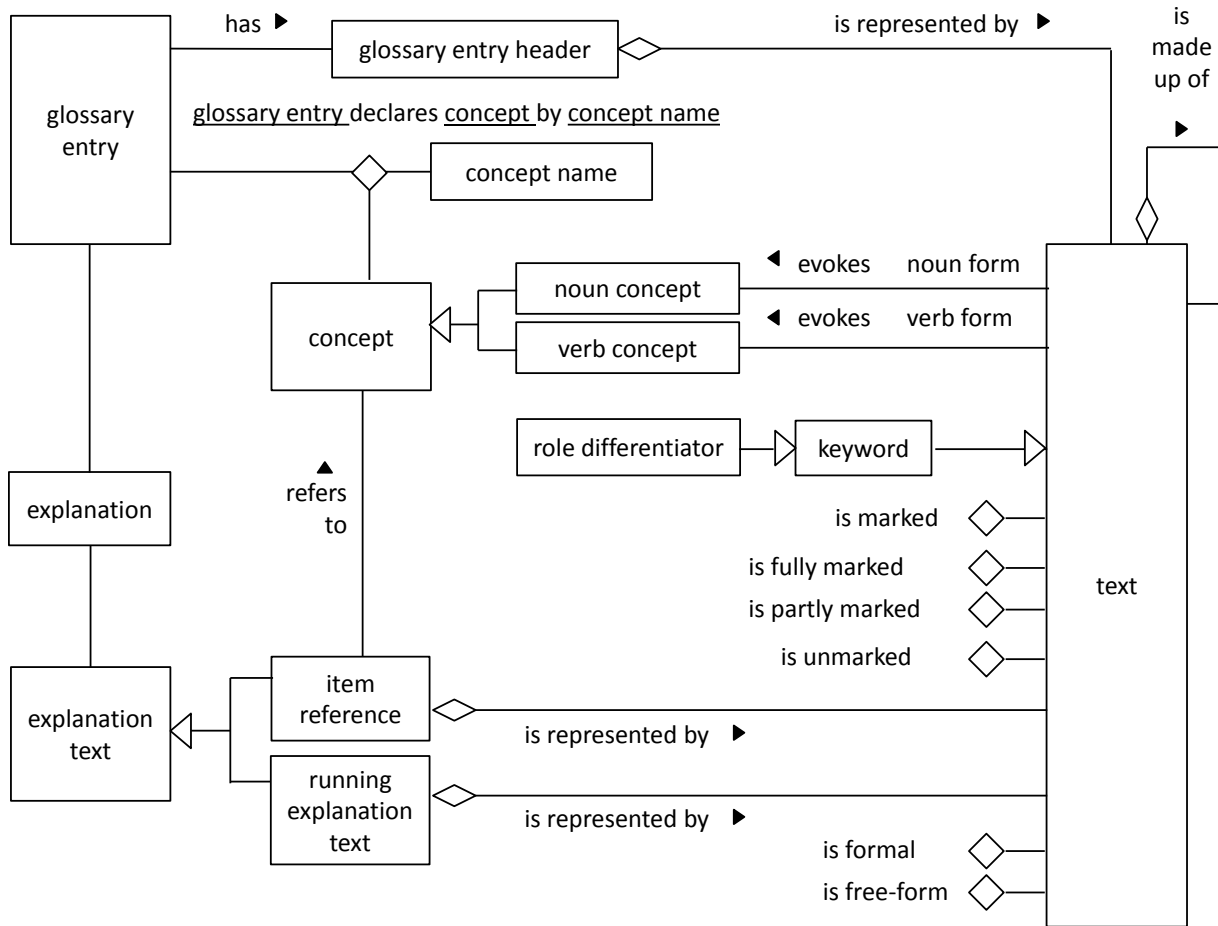 has ▶
glossary entry header
is represented by ▶
is
made
up of
▶
glossary
entry
glossary entry declares concept by concept name
concept name
◀ evokes noun form
noun concept
concept
◀ evokes verb form
verb concept
role differentiator
keyword
▲
refers
to
explanation
is marked
is fully marked
is partly marked
is unmarked
text
item
reference
is represented by ▶
explanation
text
running
explanation
text
is represented by ▶
is formal
is free-form